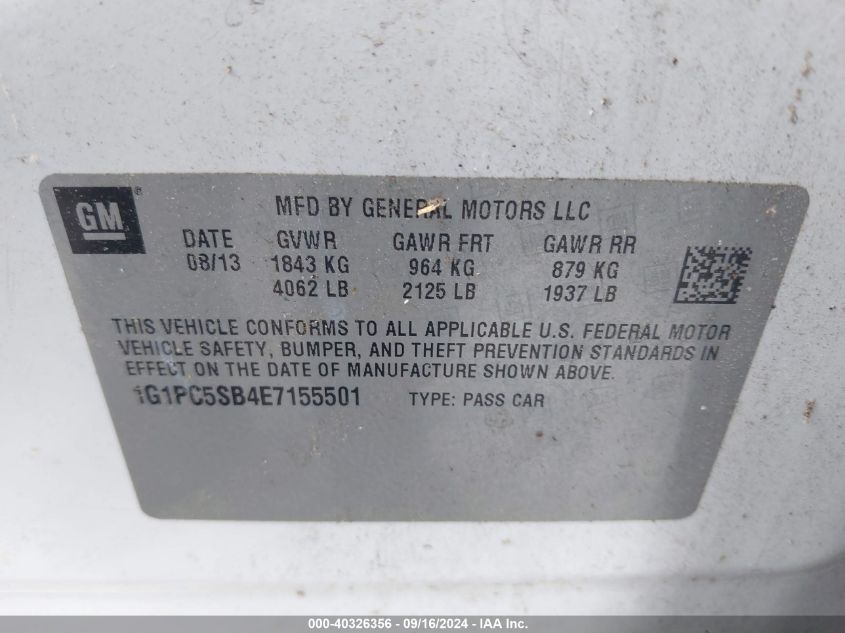 GM
MFD BY GENERAL MOTORS LLC
DATE GVWR GAWR FRT GAWR RR
08/13 1843 KG 964 KG 879 KG
4062 LB 2125 LB 1937 LB
THIS VEHICLE CONFORMS TO ALL APPLICABLE U.S. FEDERAL MOTOR
VEHICLE SAFETY, BUMPER, AND THEFT PREVENTION STANDARDS IN
EFFECT ON THE DATE OF MANUFACTURE SHOWN ABOVE.
1G1PC5SB4E7155501 TYPE: PASS CAR
000-40326356 - 09/16/2024 - IAA Inc.